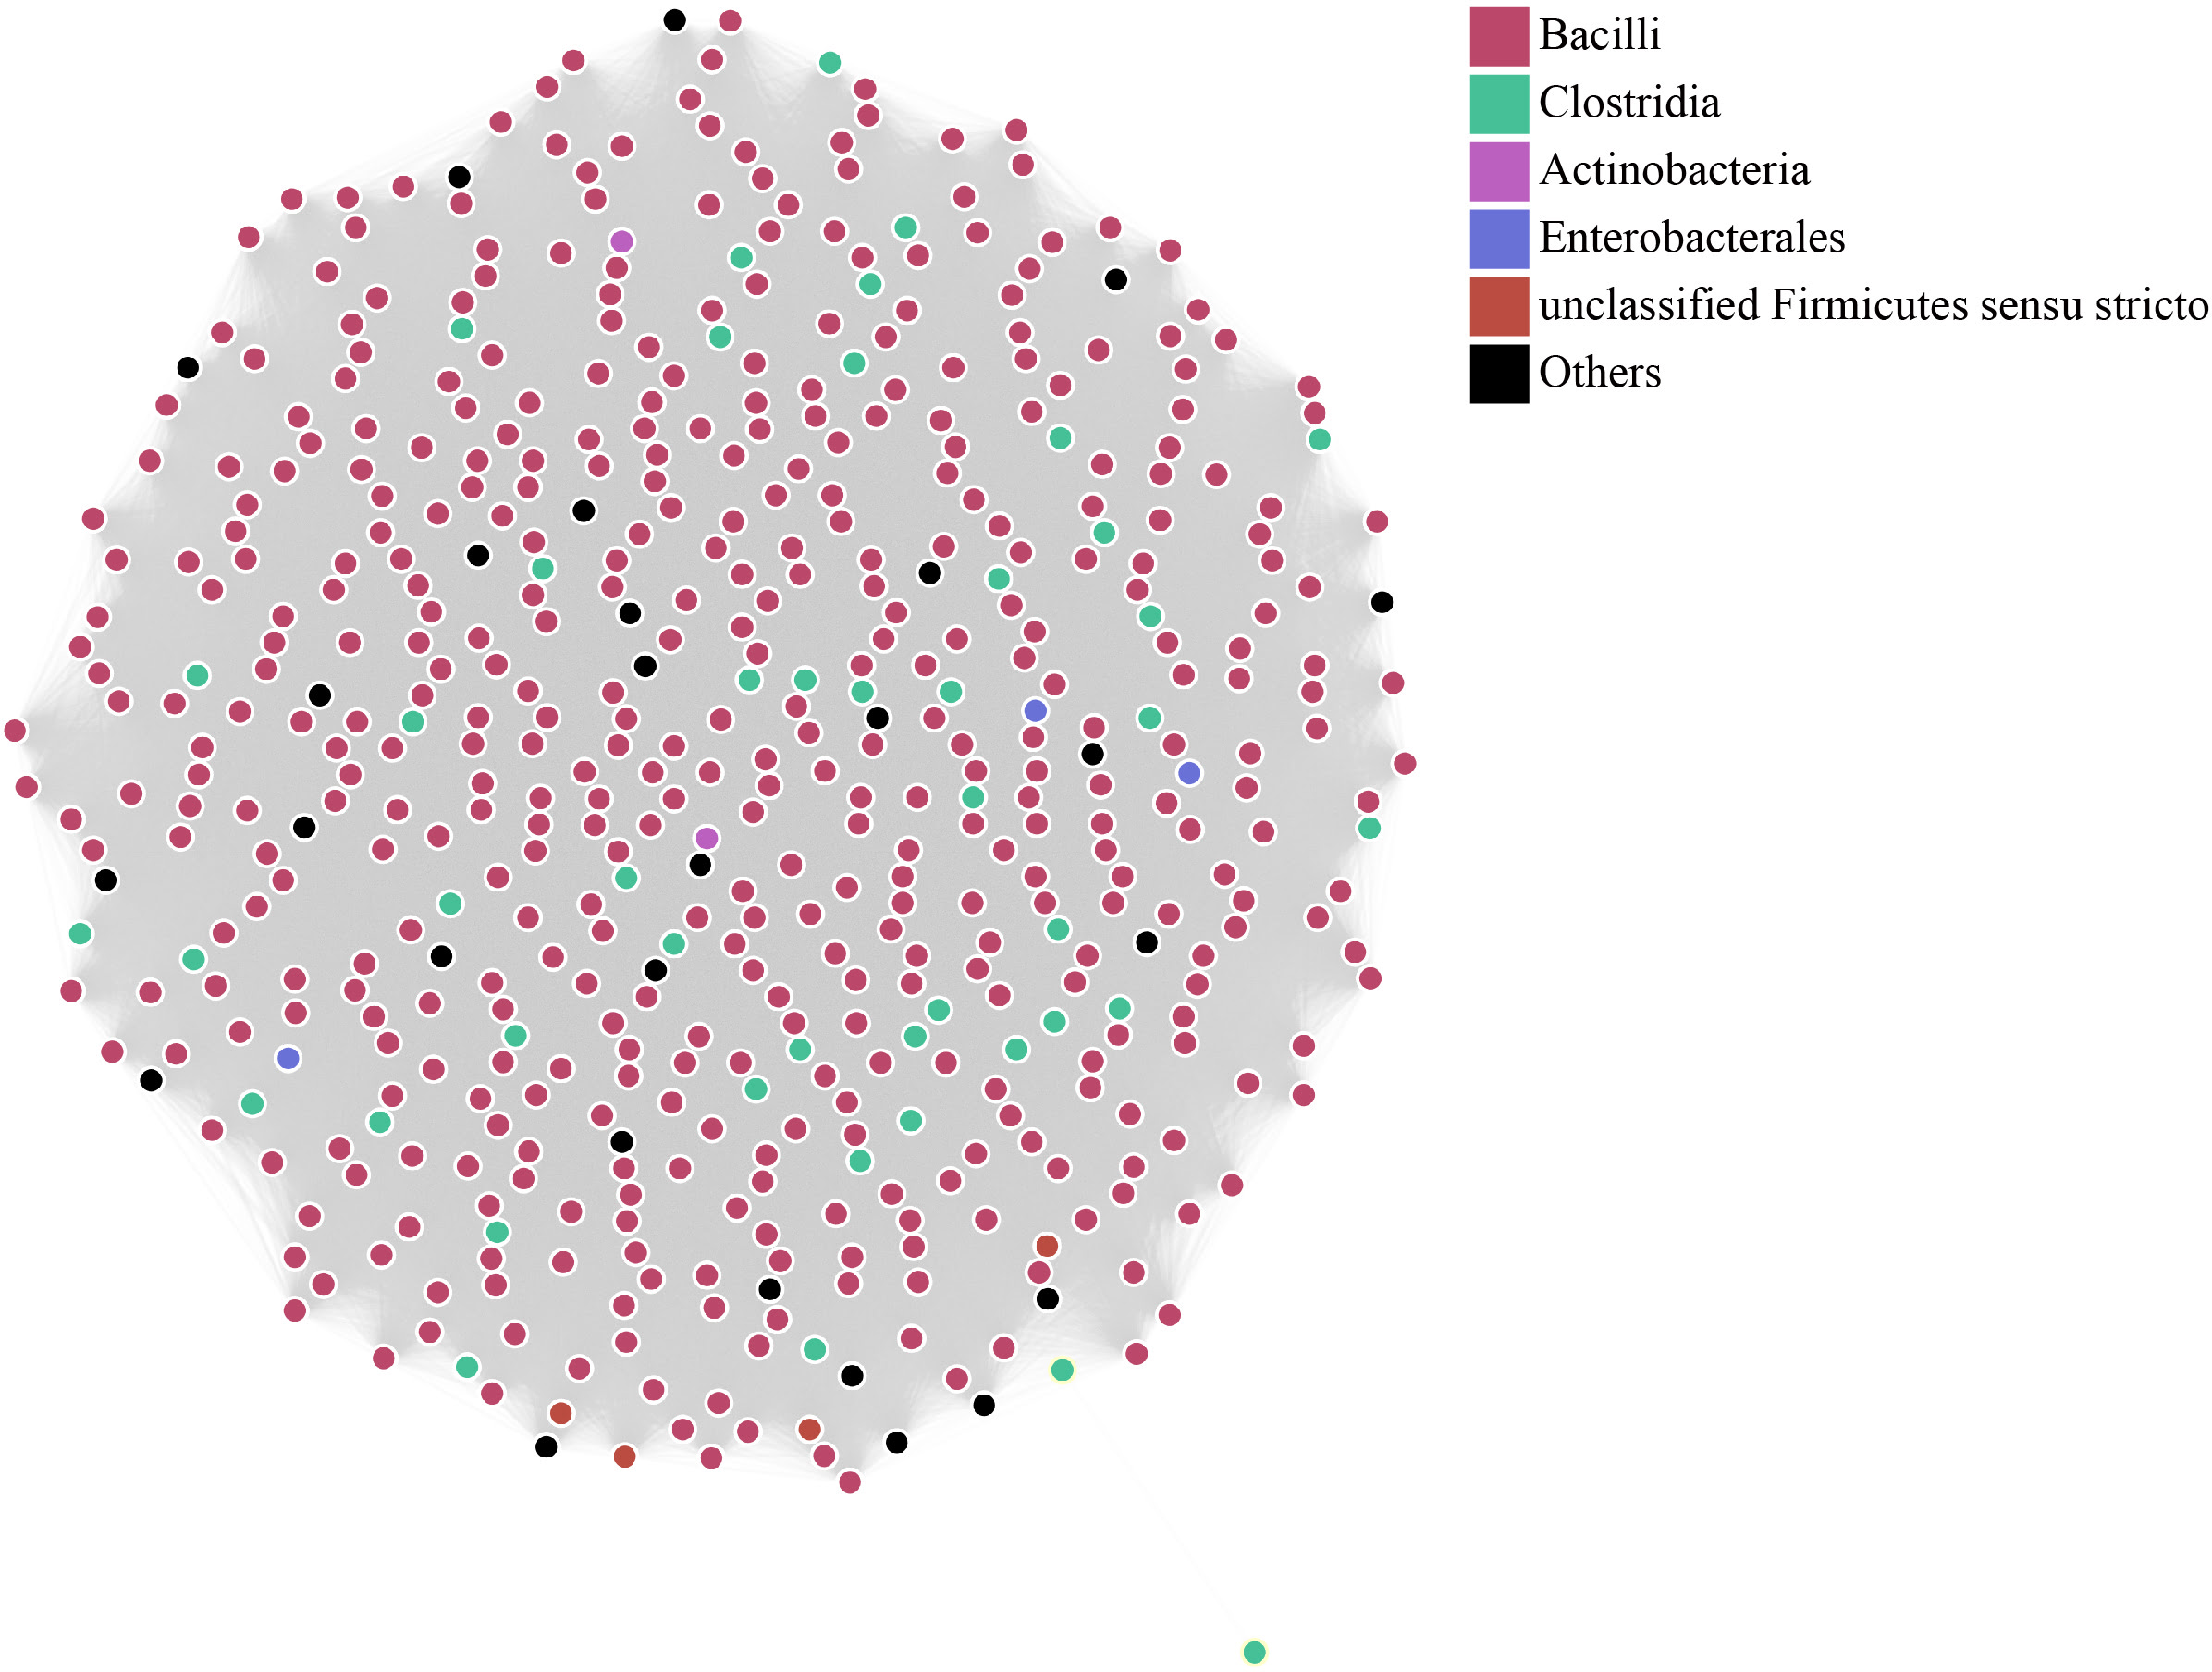 Bacilli
Clostridia
Actinobacteria
Enterobacterales
unclassified Firmicutes sensu stricto
Others